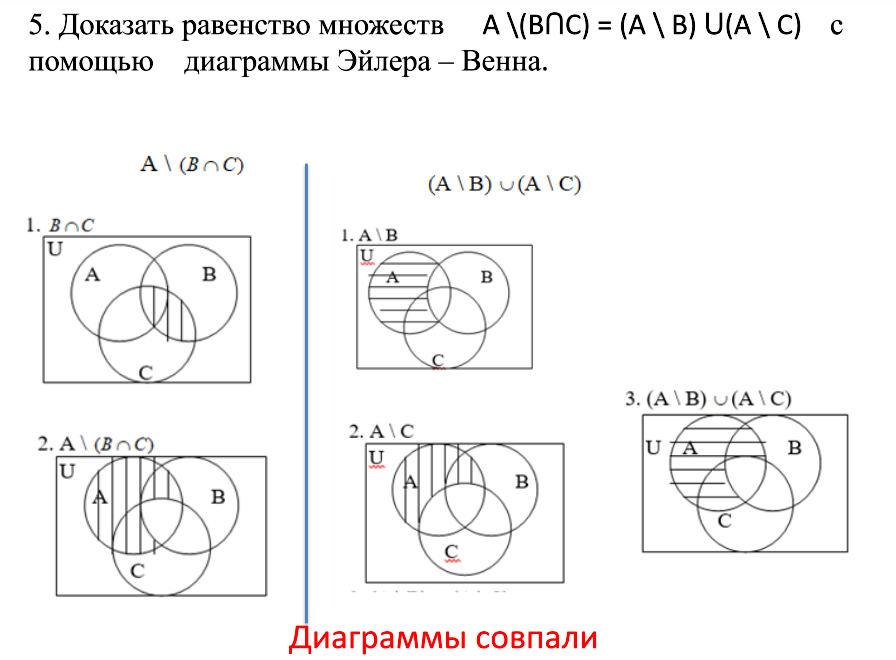 5. Доказать равенство множеств A \(B∩C) = (A \ B) U(A \ C) с
помощью диаграммы Эйлера – Венна.
A \ (B ∩ C)
1. B∩C
U
A
B
C
2. A \ (B ∩ C)
U
A
B
C
(A \ B) ∪ (A \ C)
1. A \ B
U
A
B
C
2. A \ C
U
A
B
C
3. (A \ B) ∪ (A \ C)
U
A
B
C
Диаграммы совпали